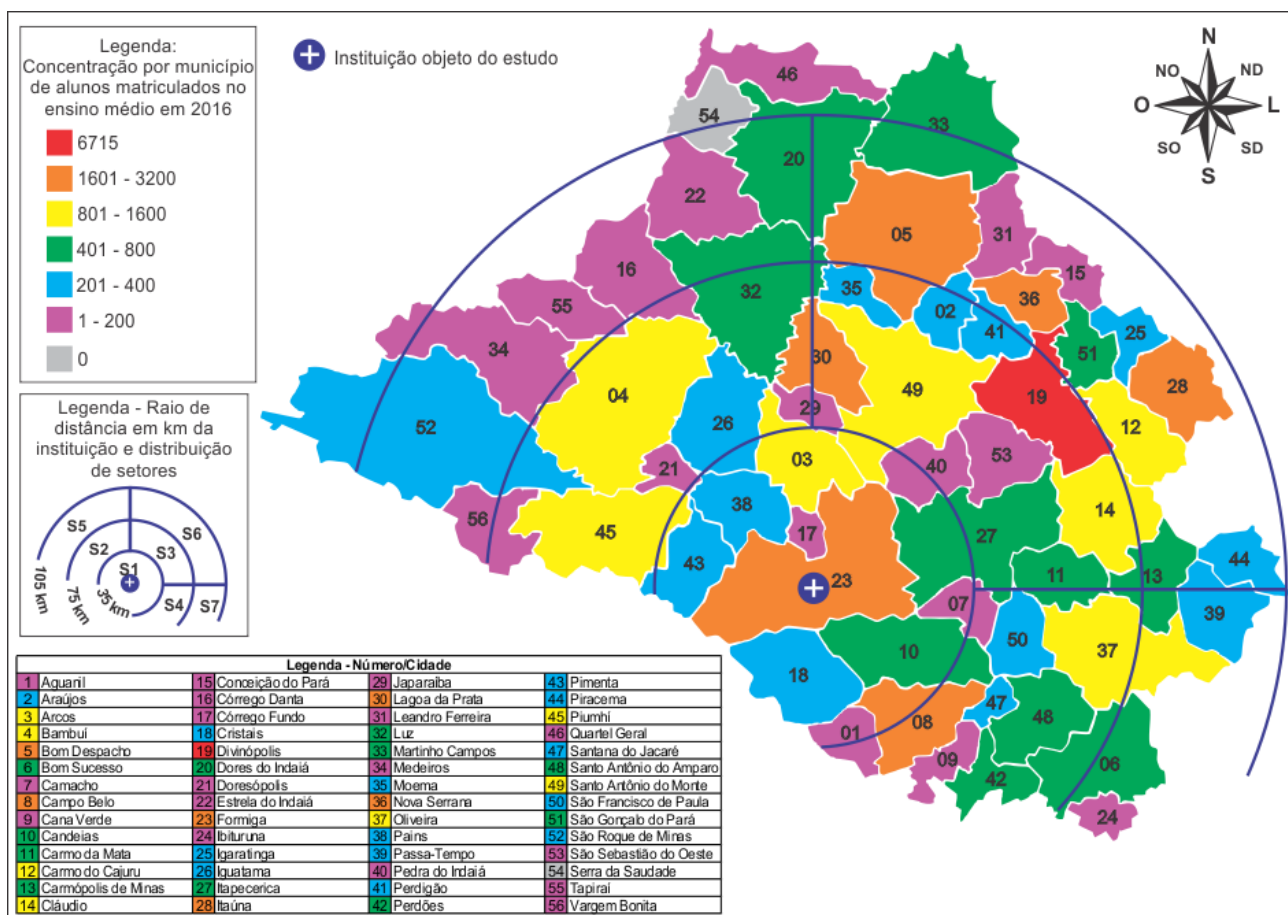 Legenda:
Concentração por município
de alunos matriculados no
ensino médio em 2016
6715
1601 - 3200
801 - 1600
401 - 800
201 - 400
1 - 200
0
Instituição objeto do estudo
N
NO ND
O L
SO SD
S
Legenda - Raio de
distância em km da
instituição e distribuição
de setores
S5
S6
S2
S3
S1
S4
S7
105 km
75 km
35 km
46
54
33
20
22
05
31
16
15
32
35
36
02
55
41
25
34
51
30
28
04
49
19
29
26
12
52
03
40
53
21
38
56
14
45
17
27
43
11
13
44
23
07
39
50
37
10
18
47
48
08
01
06
09
42
24
Legenda - Número/Cidade
1 Aguanil 15 Conceição do Pará 29 Japaraíba 43 Pimenta
2 Araújos 16 Córrego Danta 30 Lagoa da Prata 44 Piracema
3 Arcos 17 Córrego Fundo 31 Leandro Ferreira 45 Piumhí
4 Bambuí 18 Cristais 32 Luz 46 Quartel Geral
5 Bom Despacho 19 Divinópolis 33 Martinho Campos 47 Santana do Jacaré
6 Bom Sucesso 20 Dores do Indaiá 34 Medeiros 48 Santo Antônio do Amparo
7 Camacho 21 Doresópolis 35 Moema 49 Santo Antônio do Monte
8 Campo Belo 22 Estrela do Indaiá 36 Nova Serrana 50 São Francisco de Paula
9 Cana Verde 23 Formiga 37 Oliveira 51 São Gonçalo do Pará
10 Candeias 24 Ibituruna 38 Pains 52 São Roque de Minas
11 Carmo da Mata 25 Igaratinga 39 Passa-Tempo 53 São Sebastião do Oeste
12 Carmo do Cajuru 26 Iguatama 40 Pedra do Indaiá 54 Serra da Saudade
13 Carmópolis de Minas 27 Itapecerica 41 Perdigão 55 Tapiraí
14 Cláudio 28 Itaúna 42 Perdões 56 Vargem Bonita